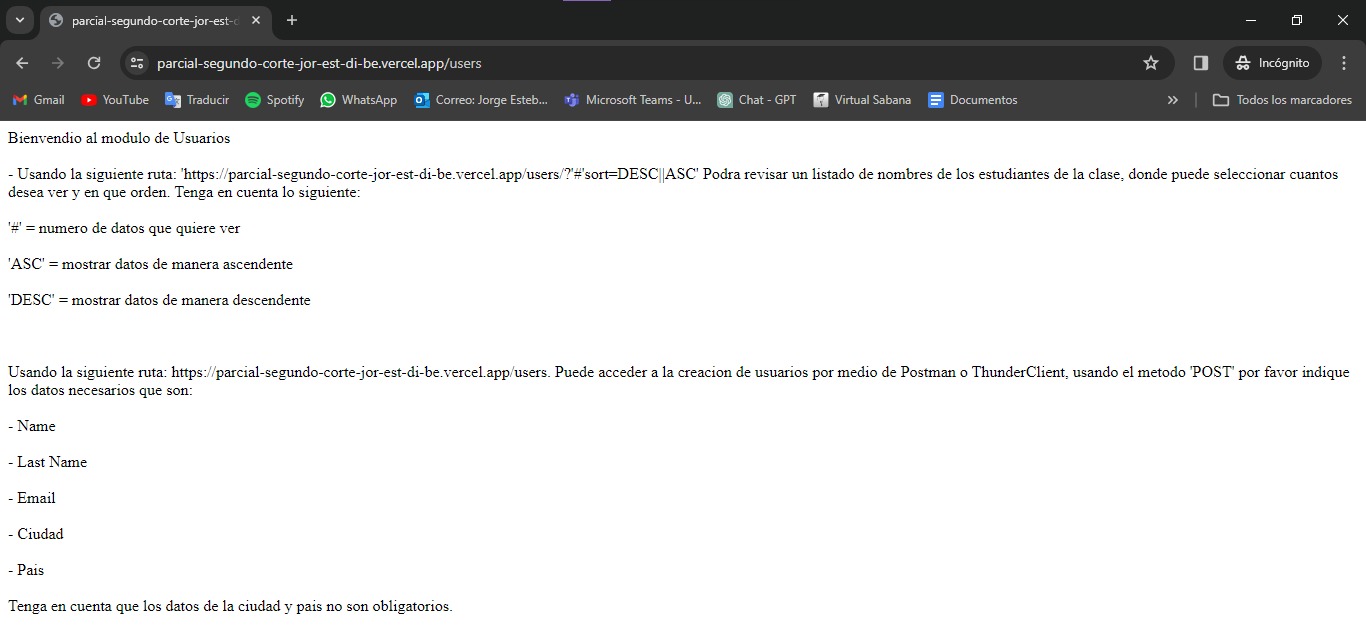 parcial-segundo-corte-jor-est-d
parcial-segundo-corte-jor-est-di-be.vercel.app/users
Incógnito
Gmail
YouTube
Traducir
Spotify
WhatsApp
Correo: Jorge Esteb...
Microsoft Teams - U...
Chat - GPT
Virtual Sabana
Documentos
»
Todos los marcadores
Bienvendio al modulo de Usuarios
- Usando la siguiente ruta: 'https://parcial-segundo-corte-jor-est-di-be.vercel.app/users/?'#'sort=DESC||ASC' Podra revisar un listado de nombres de los estudiantes de la clase, donde puede seleccionar cuantos
desea ver y en que orden. Tenga en cuenta lo siguiente:
'#' = numero de datos que quiere ver
'ASC' = mostrar datos de manera ascendente
'DESC' = mostrar datos de manera descendente
Usando la siguiente ruta: https://parcial-segundo-corte-jor-est-di-be.vercel.app/users. Puede acceder a la creacion de usuarios por medio de Postman o ThunderClient, usando el metodo 'POST' por favor indique
los datos necesarios que son:
- Name
- Last Name
- Email
- Ciudad
- Pais
Tenga en cuenta que los datos de la ciudad y pais no son obligatorios.